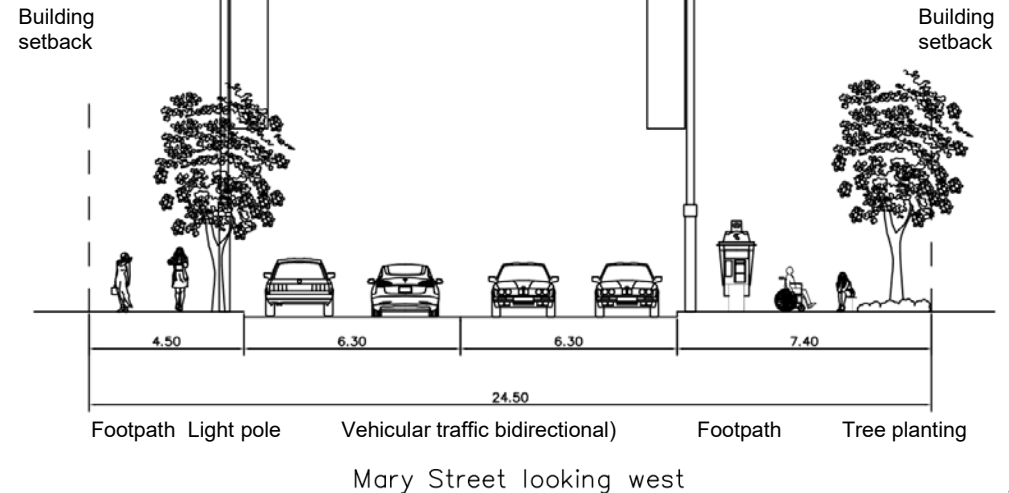 Building
setback
Building
setback
4.50
6.30
6.30
7.40
24.50
Footpath Light pole Vehicular traffic bidirectional) Footpath Tree planting
Mary Street looking west